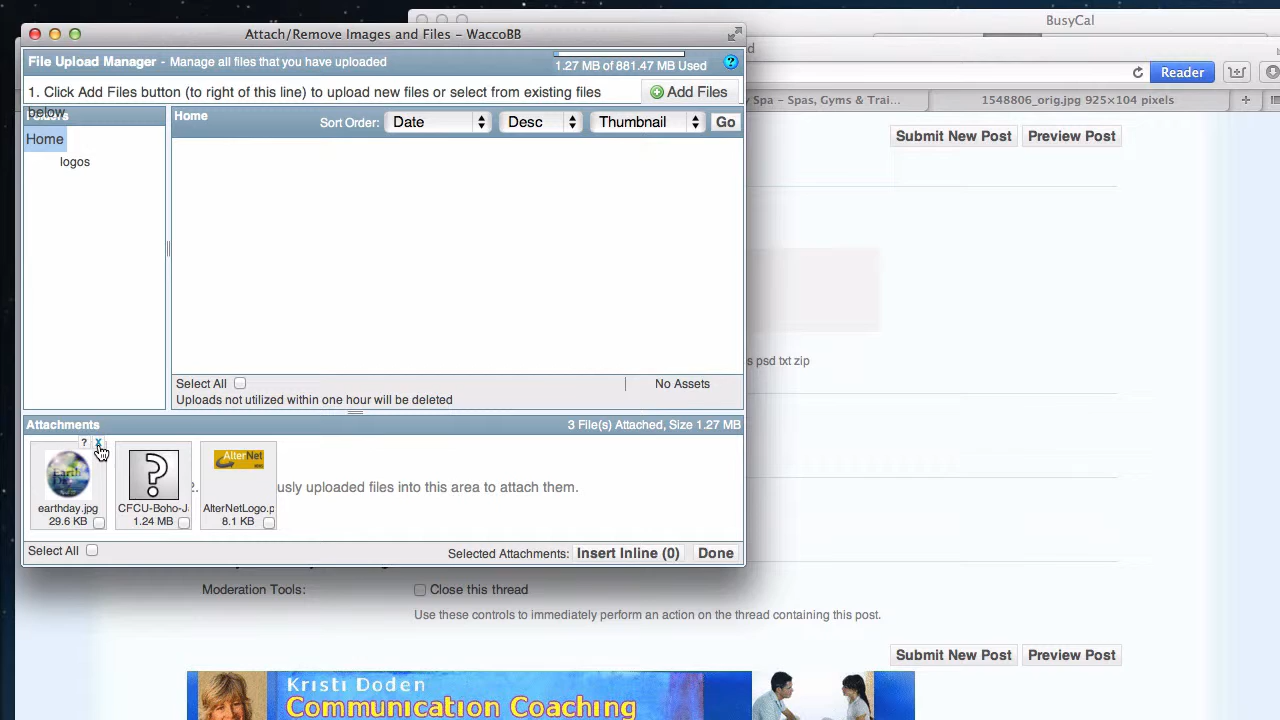 BusyCal
Attach/Remove Images and Files – WaccoBB
File Upload Manager - Manage all files that you have uploaded
1.27 MB of 881.47 MB Used
?
Reader
1. Click Add Files button (to right of this line) to upload new files or select from existing files
below
Add Files
y Spa – Spas, Gyms & Trai...
1548806_orig.jpg 925×104 pixels
Home
Sort Order:
Date
Desc
Thumbnail
Go
Home
logos
Submit New Post
Preview Post
s psd txt zip
Select All
No Assets
Uploads not utilized within one hour will be deleted
Attachments
3 File(s) Attached, Size 1.27 MB
? x
Earth
?
AlterNet
2.
usly uploaded files into this area to attach them.
earthday.jpg
29.6 KB
CFCU-Boho-J
1.24 MB
AlterNetLogo.p
8.1 KB
Select All
Selected Attachments:
Insert Inline (0)
Done
Moderation Tools:
Close this thread
Use these controls to immediately perform an action on the thread containing this post.
Submit New Post
Preview Post
Kristi Doden
Communication Coaching